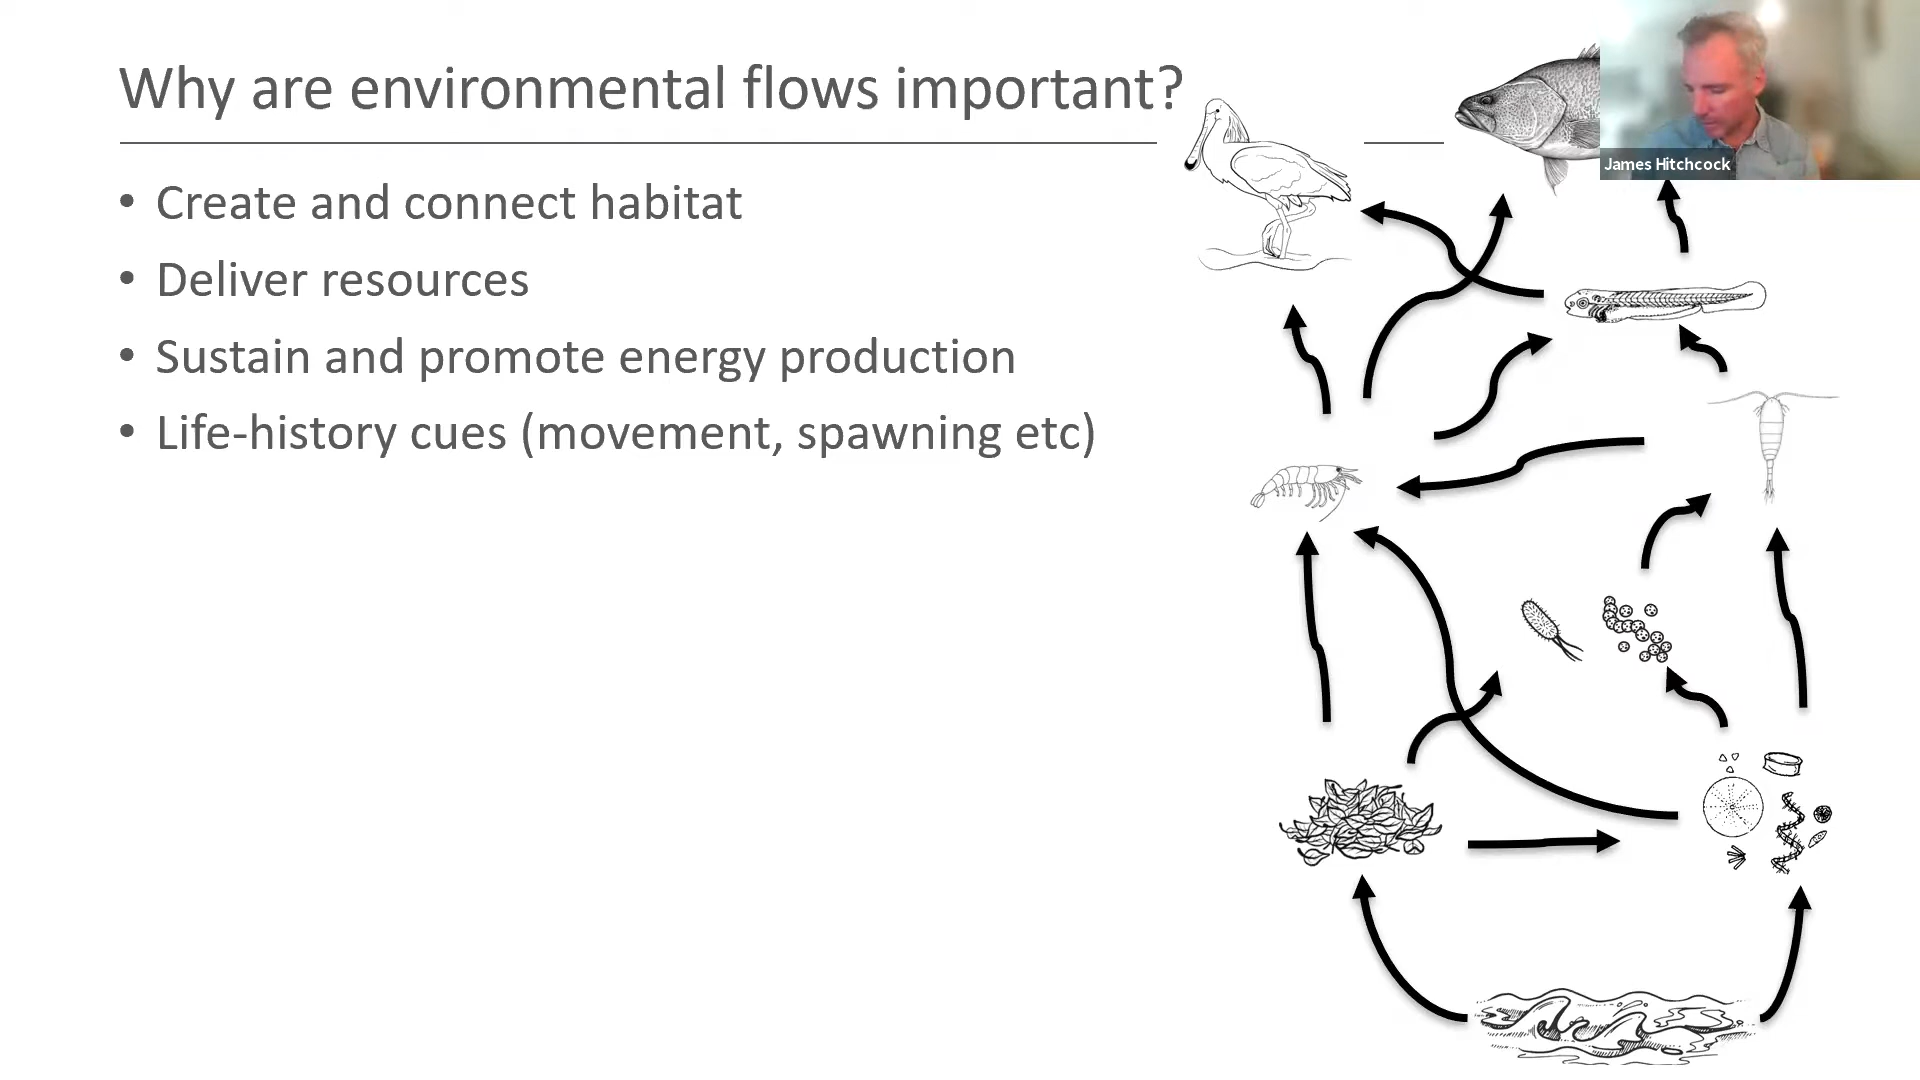 Why are environmental flows important?
James Hitchcock
• Create and connect habitat
• Deliver resources
• Sustain and promote energy production
• Life-history cues (movement, spawning etc)